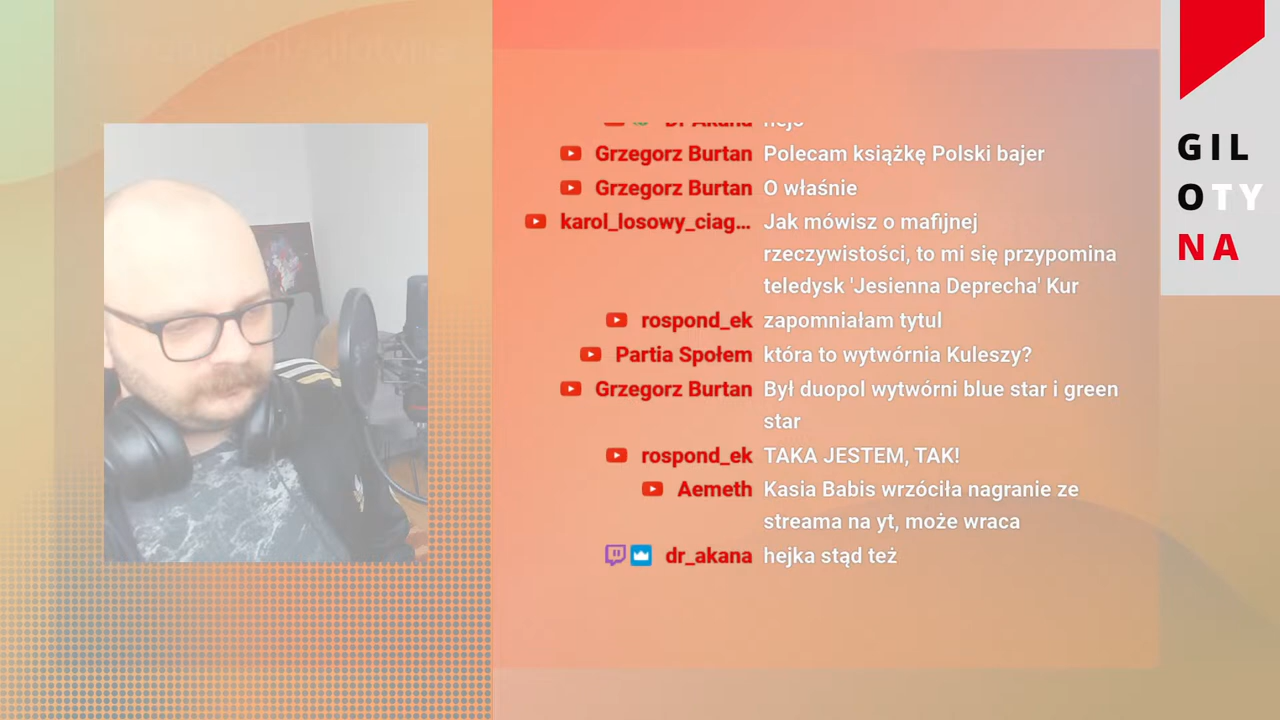 Dr Akana hejo
Grzegorz Burtan Polecam książkę Polski bajer
Grzegorz Burtan O właśnie
karol_losowy_ciag… Jak mówisz o mafijnej
rzeczywistości, to mi się przypomina
teledysk 'Jesienna Deprecha' Kur
rospond_ek zapomniałam tytul
Partia Społem która to wytwórnia Kuleszy?
Grzegorz Burtan Był duopol wytwórni blue star i green
star
rospond_ek TAKA JESTEM, TAK!
Aemeth Kasia Babis wrzóciła nagranie ze
streama na yt, może wraca
dr_akana hejka stąd też
GIL
OTY
NA